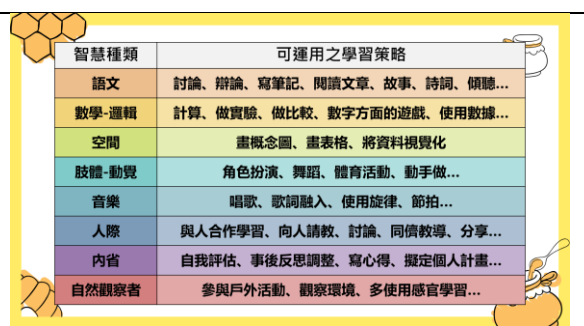 智慧種類 可運用之學習策略
語文 討論、辯論、寫筆記、閱讀文章、故事、詩詞、傾聽...
數學-邏輯 計算、做實驗、做比較、數字方面的遊戲、使用數據...
空間 畫概念圖、畫表格、將資料視覺化
肢體-動覺 角色扮演、舞蹈、體育活動、動手做...
音樂 唱歌、歌詞融入、使用旋律、節拍...
人際 與人合作學習、向人請教、討論、同儕教導、分享...
內省 自我評估、事後反思調整、寫心得、擬定個人計畫...
自然觀察者 參與戶外活動、觀察環境、多使用感官學習...